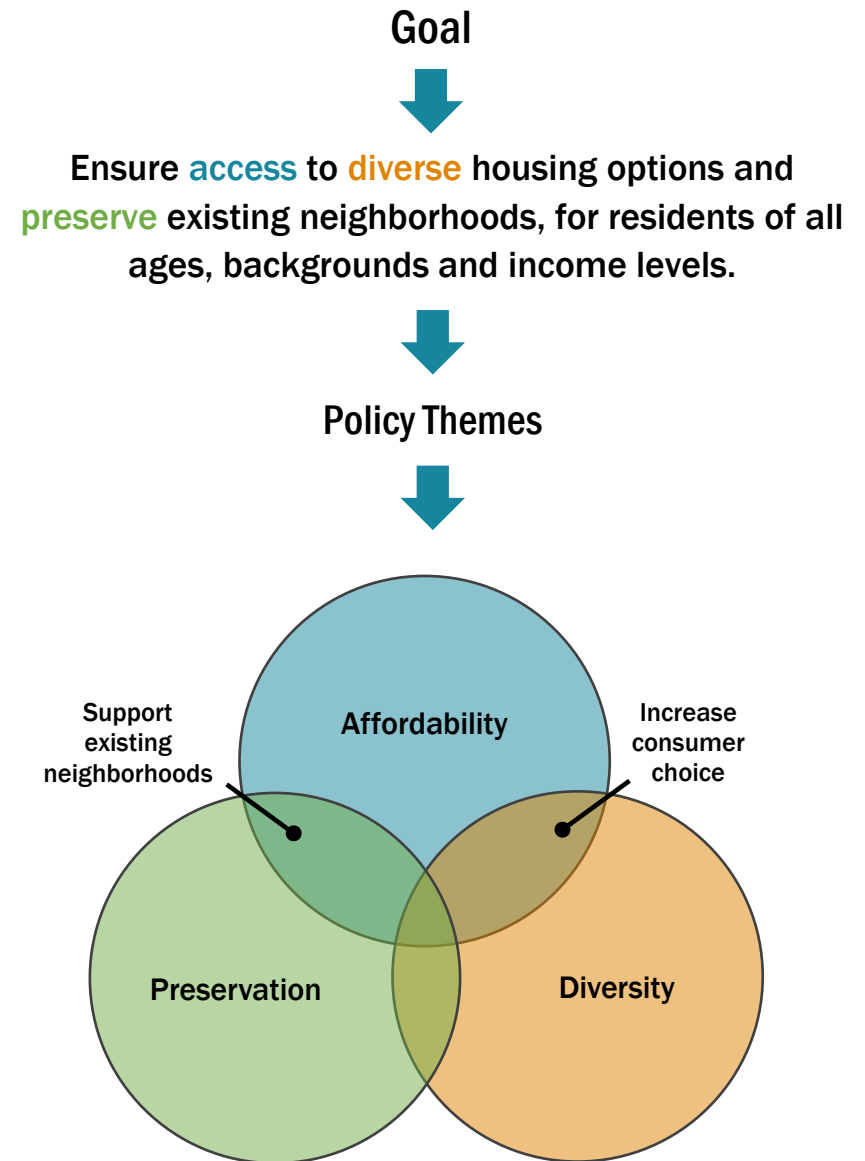 Goal
Ensure access to diverse housing options and
preserve existing neighborhoods, for residents of all
ages, backgrounds and income levels.
Policy Themes
Support
existing
neighborhoods
Affordability
Increase
consumer
choice
Preservation
Diversity